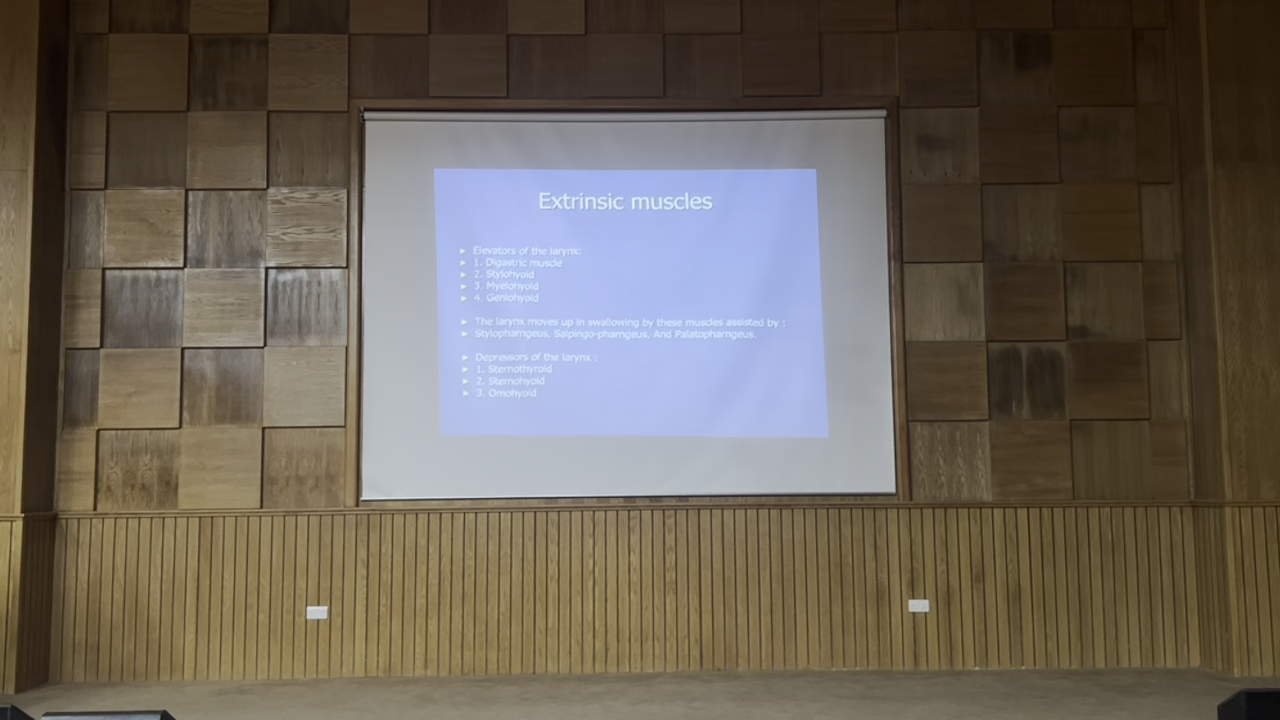 Extrinsic muscles
► Elevators of the larynx:
► 1. Digastric muscle
► 2. Stylohyoid
► 3. Myelohyoid
► 4. Geniohyoid
► The larynx moves up in swallowing by these muscles assisted by :
► Stylopharngeus, Salpingo-pharngeus, And Palatopharngeus.
► Depressors of the larynx :
► 1. Sternothyroid
► 2. Sternohyoid
► 3. Omohyoid